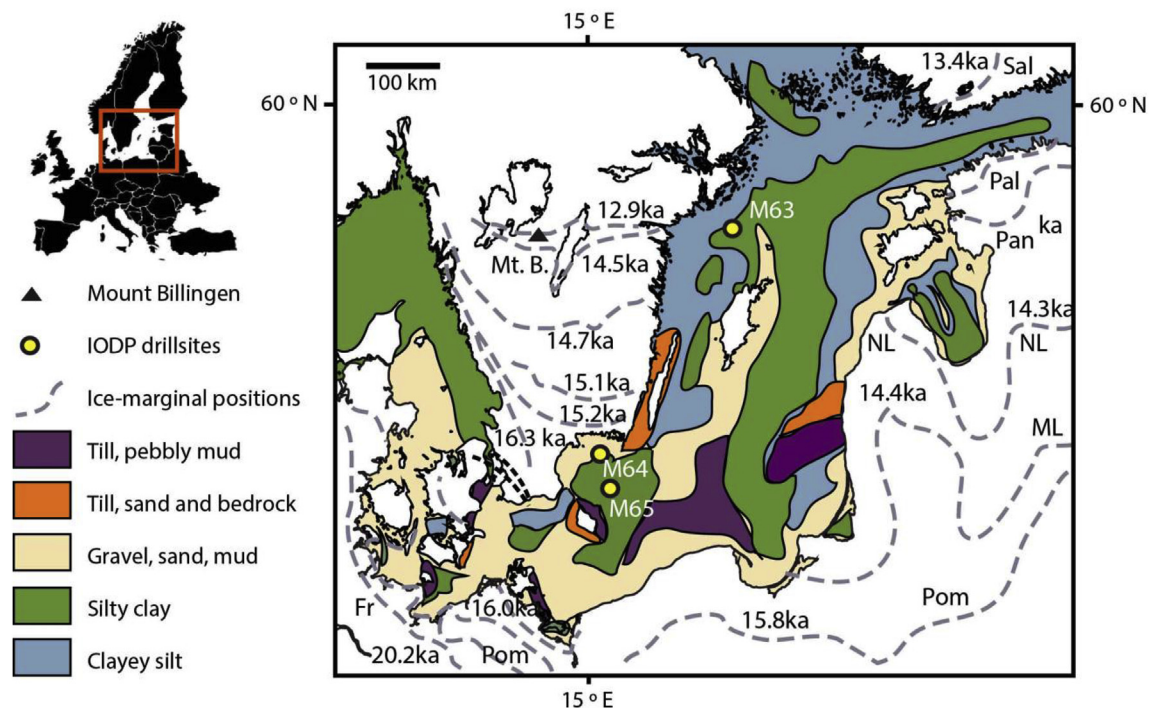 15 º E
100 km
13.4ka
Sal
60 º N
60 º N
M63
12.9ka
Pal
ka
Pan
Mt. B.
14.5ka
Mount Billingen
14.3ka
IODP drillsites
14.7ka
NL
NL
15.1ka
14.4ka
Ice-marginal positions
15.2ka
16.3 ka
ML
Till, pebbly mud
M64
M65
Till, sand and bedrock
Gravel, sand, mud
Silty clay
Fr
16.0ka
15.8ka
Pom
20.2ka
Pom
Clayey silt
15 º E